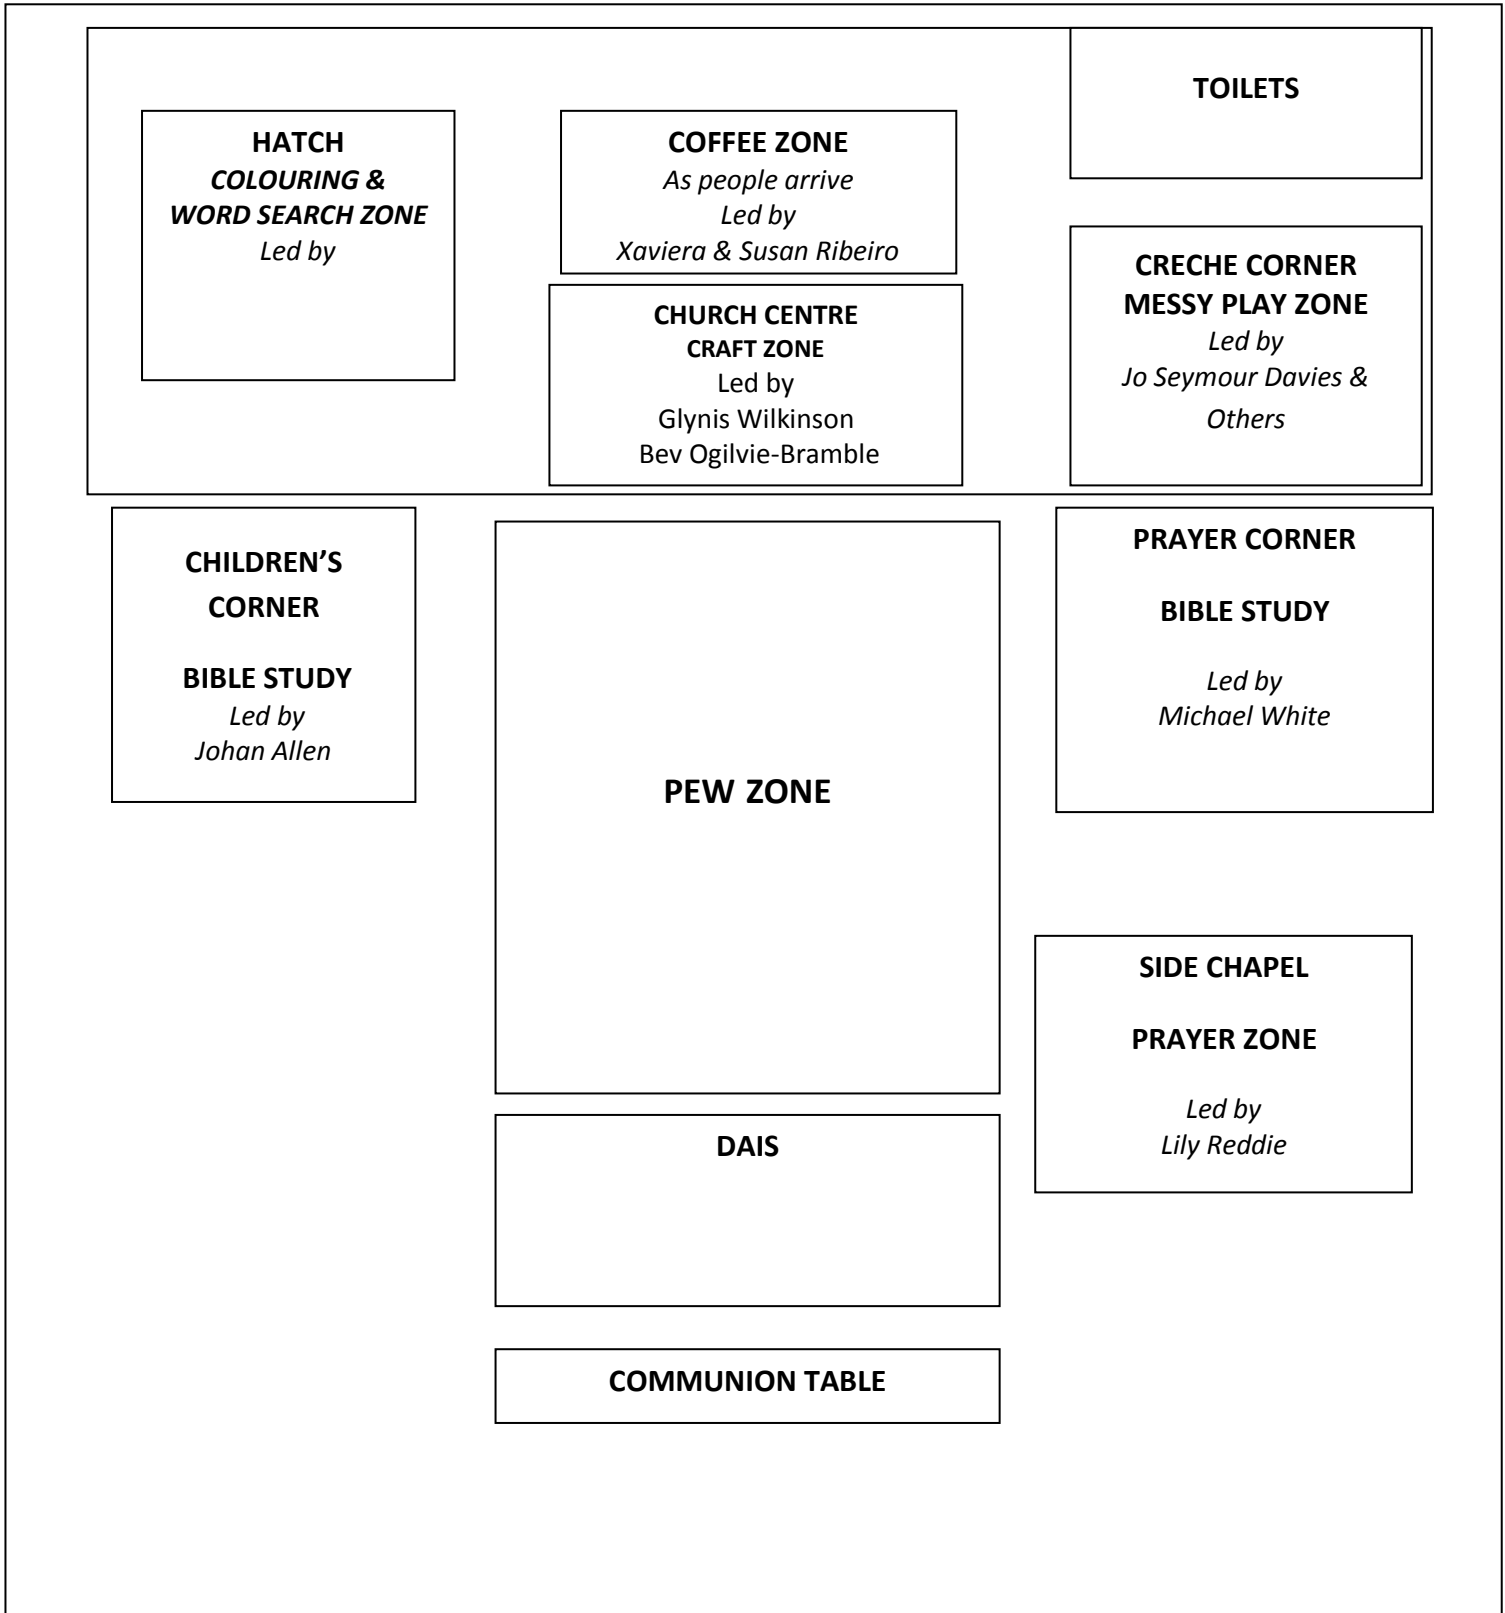 TOILETS
HATCH
COLOURING &
WORD SEARCH ZONE
Led by
COFFEE ZONE
As people arrive
Led by
Xaviera & Susan Ribeiro
CHURCH CENTRE
CRAFT ZONE
Led by
Glynis Wilkinson
Bev Ogilvie-Bramble
CRECHE CORNER
MESSY PLAY ZONE
Led by
Jo Seymour Davies &
Others
CHILDREN’S
CORNER
BIBLE STUDY
Led by
Johan Allen
PEW ZONE
PRAYER CORNER
BIBLE STUDY
Led by
Michael White
SIDE CHAPEL
PRAYER ZONE
Led by
Lily Reddie
DAIS
COMMUNION TABLE